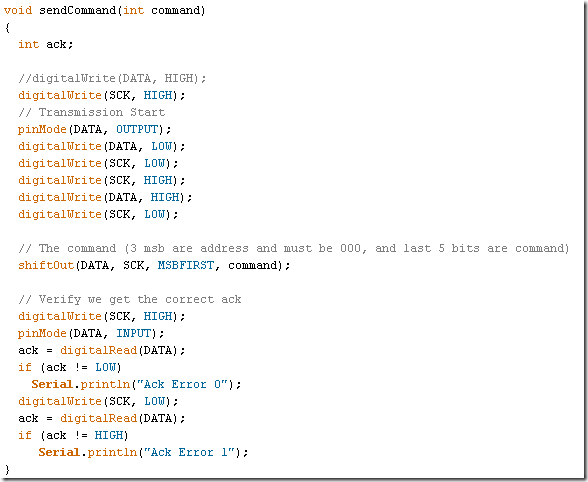 void sendCommand(int command)
{
  int ack;

  //digitalWrite(DATA, HIGH);
  digitalWrite(SCK, HIGH);
  // Transmission Start
  pinMode(DATA, OUTPUT);
  digitalWrite(DATA, LOW);
  digitalWrite(SCK, LOW);
  digitalWrite(SCK, HIGH);
  digitalWrite(DATA, HIGH);
  digitalWrite(SCK, LOW);

  // The command (3 msb are address and must be 000, and last 5 bits are command)
  shiftOut(DATA, SCK, MSBFIRST, command);

  // Verify we get the correct ack
  digitalWrite(SCK, HIGH);
  pinMode(DATA, INPUT);
  ack = digitalRead(DATA);
  if (ack != LOW)
    Serial.println("Ack Error 0");
  digitalWrite(SCK, LOW);
  ack = digitalRead(DATA);
  if (ack != HIGH)
     Serial.println("Ack Error 1");
}